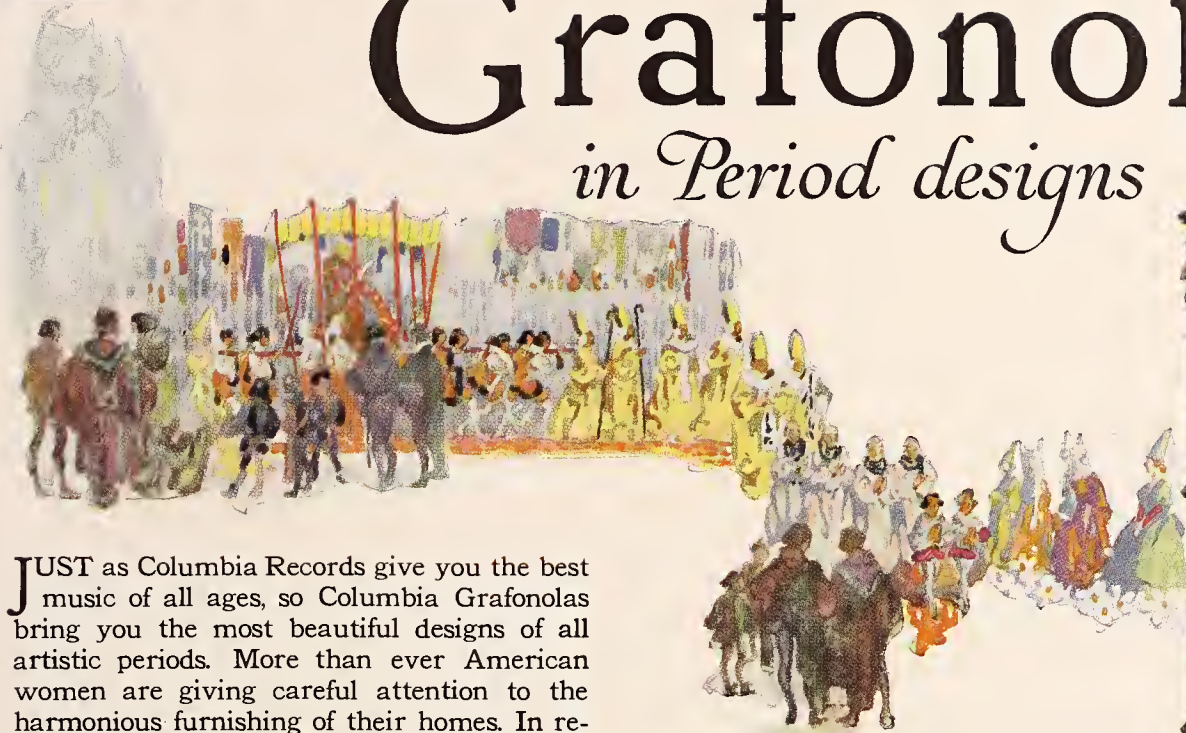 Grafonol
in Period designs
JUST as Columbia Records give you the best
music of all ages, so Columbia Grafonolas
bring you the most beautiful designs of all
artistic periods. More than ever American
women are giving careful attention to the
harmonious furnishing of their homes. In re-